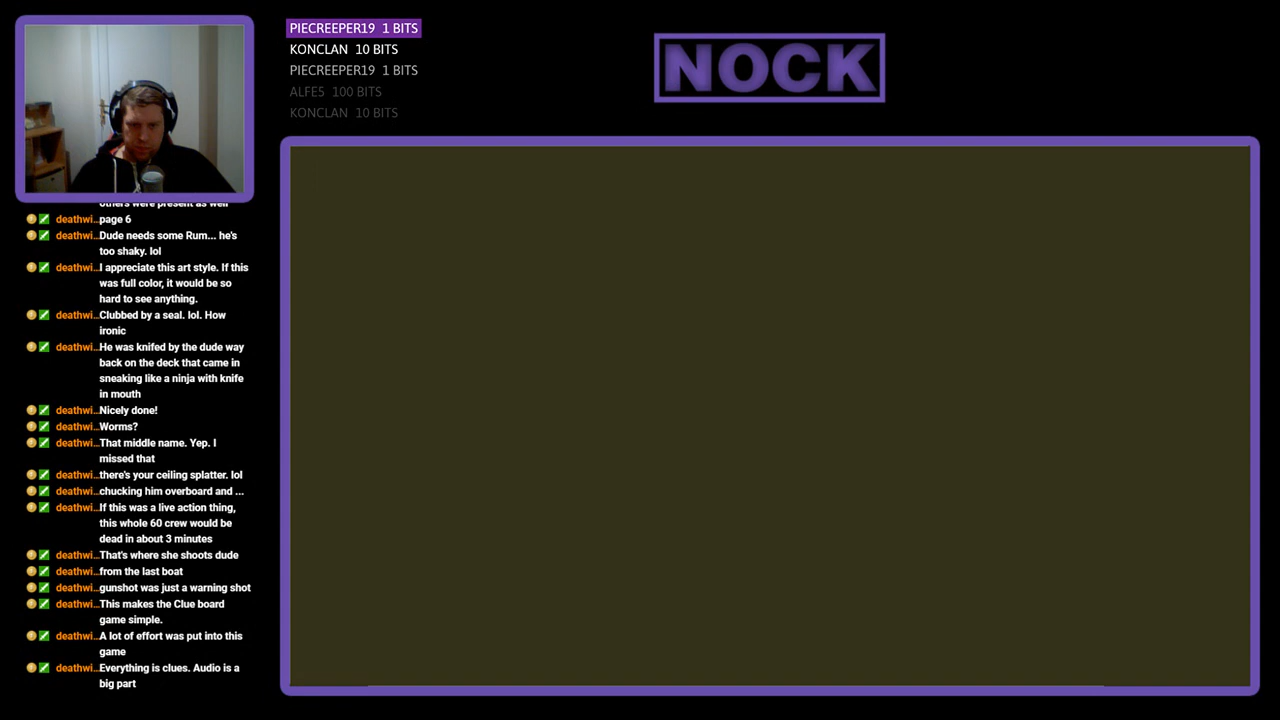 PIECREEPER19 1 BITS
KONCLAN 10 BITS
PIECREEPER19 1 BITS
ALFE5 100 BITS
KONCLAN 10 BITS
NOCK
others were present as well
deathwi... page 6
deathwi... Dude needs some Rum... he's
too shaky. lol
deathwi... I appreciate this art style. If this
was full color, it would be so
hard to see anything.
deathwi... Clubbed by a seal. lol. How
ironic
deathwi... He was knifed by the dude way
back on the deck that came in
sneaking like a ninja with knife
in mouth
deathwi... Nicely done!
deathwi... Worms?
deathwi... That middle name. Yep. I
missed that
deathwi... there's your ceiling splatter. lol
deathwi... chucking him overboard and ...
deathwi... If this was a live action thing,
this whole 60 crew would be
dead in about 3 minutes
deathwi... That's where she shoots dude
deathwi... from the last boat
deathwi... gunshot was just a warning shot
deathwi... This makes the Clue board
game simple.
deathwi... A lot of effort was put into this
game
deathwi... Everything is clues. Audio is a
big part